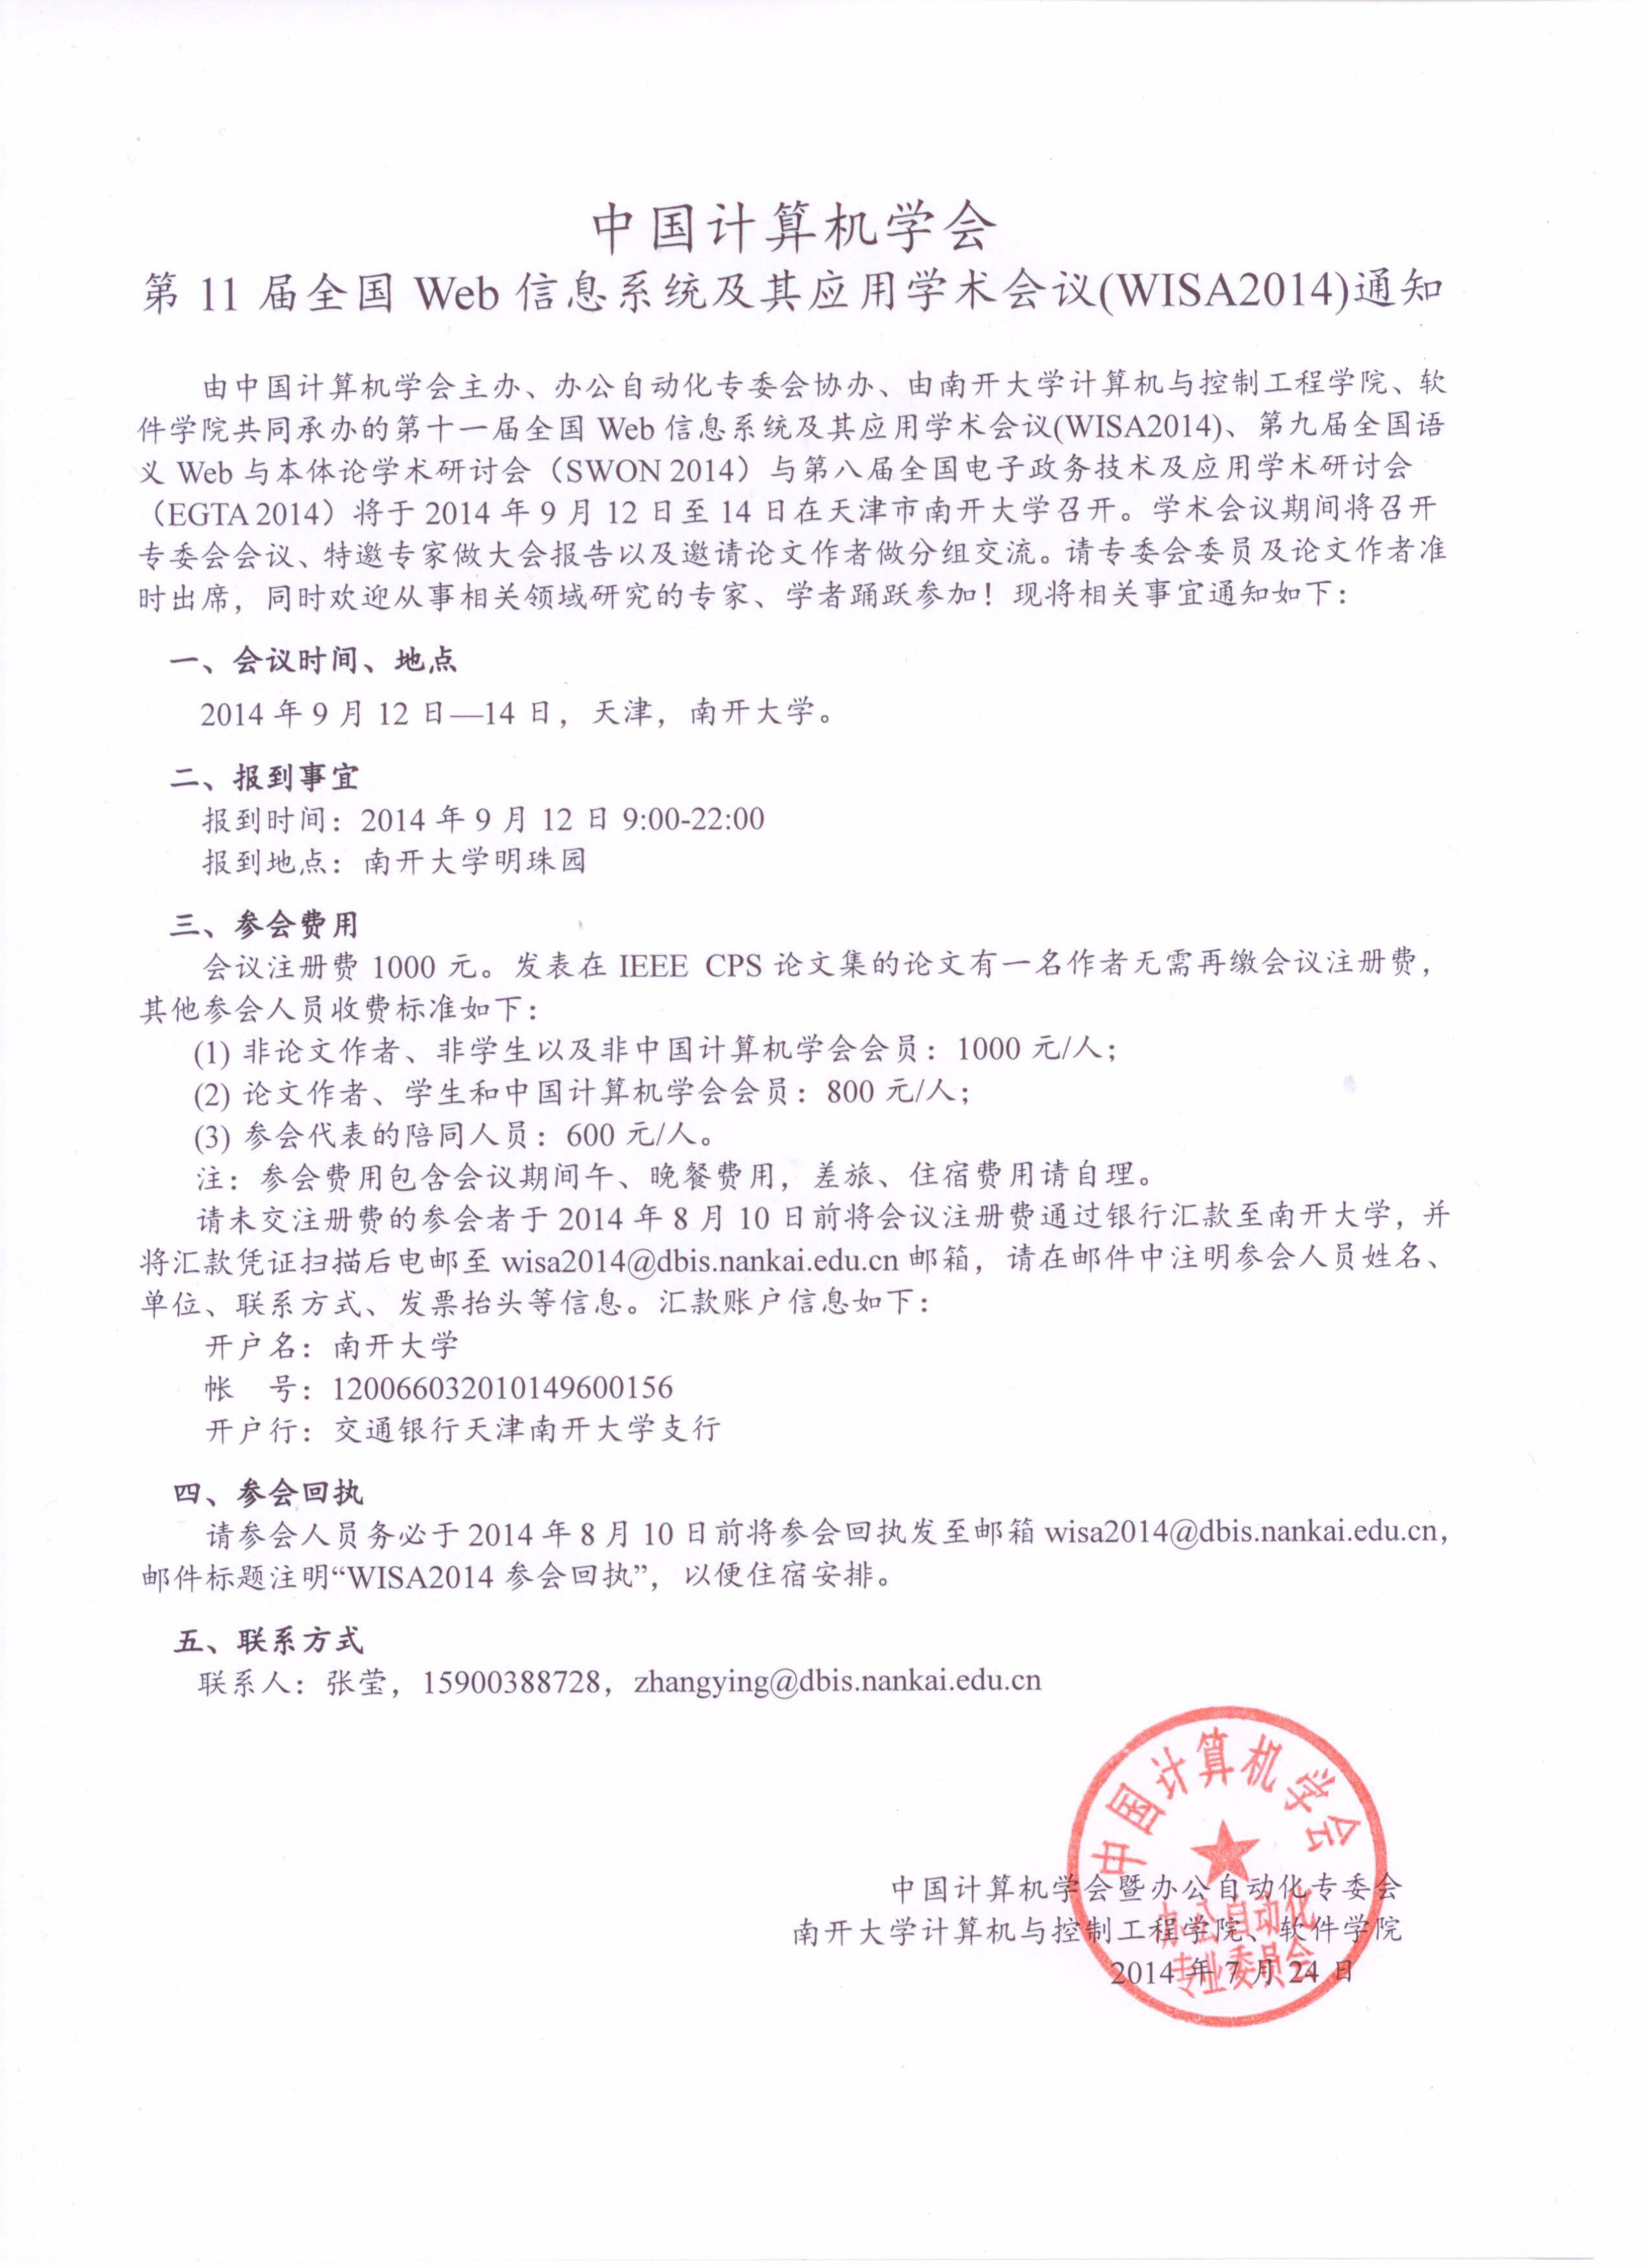 中国计算机学会
第 11 届全国 Web 信息系统及其应用学术会议(WISA2014)通知
由中国计算机学会主办、办公自动化专委会协办、由南开大学计算机与控制工程学院、软
件学院共同承办的第十一届全国 Web 信息系统及其应用学术会议(WISA2014)、第九届全国语
义 Web 与本体论学术研讨会（SWON 2014）与第八届全国电子政务技术及应用学术研讨会
（EGTA 2014）将于 2014 年 9 月 12 日至 14 日在天津市南开大学召开。学术会议期间将召开
专委会会议、特邀专家做大会报告以及邀请论文作者做分组交流。请专委会委员及论文作者准
时出席，同时欢迎从事相关领域研究的专家、学者踊跃参加！现将相关事宜通知如下：
一、会议时间、地点
2014 年 9 月 12 日—14 日，天津，南开大学。
二、报到事宜
报到时间：2014 年 9 月 12 日 9:00-22:00
报到地点：南开大学明珠园
三、参会费用
会议注册费 1000 元。发表在 IEEE CPS 论文集的论文有一名作者无需再缴会议注册费，
其他参会人员收费标准如下：
(1) 非论文作者、非学生以及非中国计算机学会会员：1000 元/人；
(2) 论文作者、学生和中国计算机学会会员：800 元/人；
(3) 参会代表的陪同人员：600 元/人。
注：参会费用包含会议期间午、晚餐费用，差旅、住宿费用请自理。
请未交注册费的参会者于 2014 年 8 月 10 日前将会议注册费通过银行汇款至南开大学，并
将汇款凭证扫描后电邮至 wisa2014@dbis.nankai.edu.cn 邮箱，请在邮件中注明参会人员姓名、
单位、联系方式、发票抬头等信息。汇款账户信息如下：
开户名：南开大学
帐　号：120066032010149600156
开户行：交通银行天津南开大学支行
四、参会回执
请参会人员务必于 2014 年 8 月 10 日前将参会回执发至邮箱 wisa2014@dbis.nankai.edu.cn，
邮件标题注明“WISA2014 参会回执”，以便住宿安排。
五、联系方式
联系人：张莹，15900388728，zhangying@dbis.nankai.edu.cn
中国计算机学会
办公自动化
专业委员会
中国计算机学会暨办公自动化专委会
南开大学计算机与控制工程学院、软件学院
2014 年 7 月 24 日